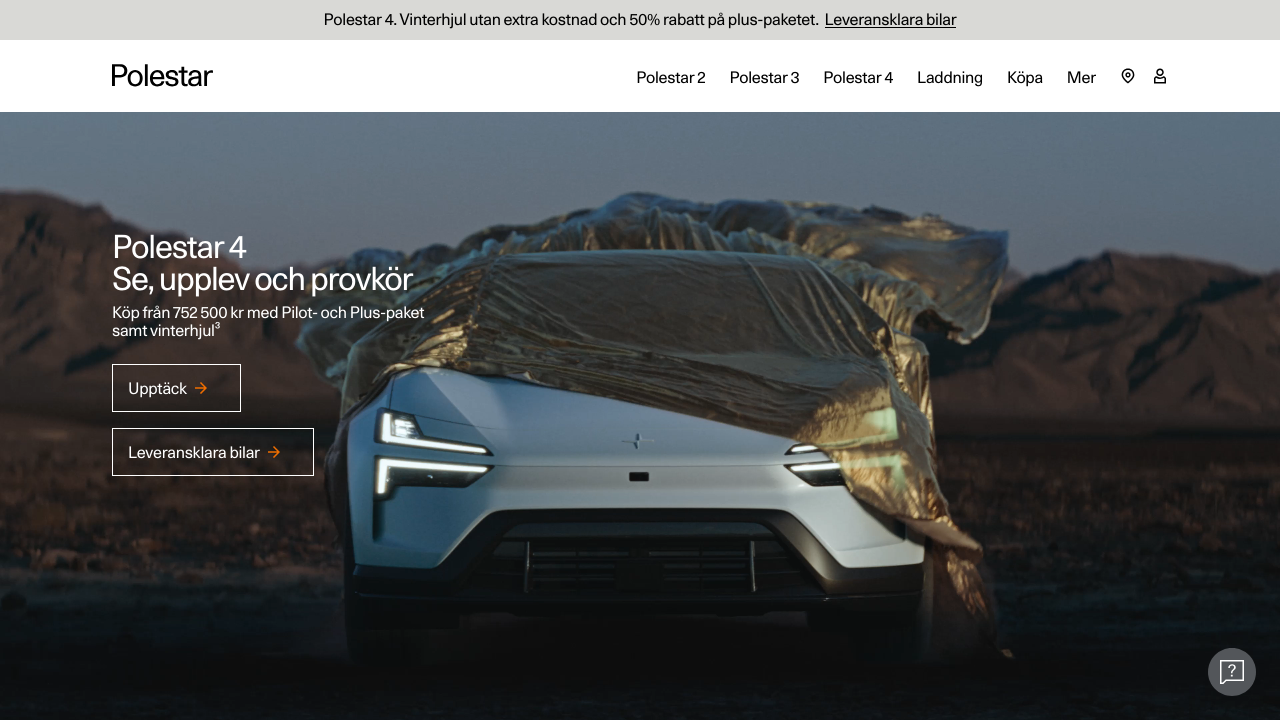 Polestar 4. Vinterhjul utan extra kostnad och 50% rabatt på plus-paketet. Leveransklara bilar
Polestar
Polestar 2 Polestar 3 Polestar 4 Laddning Köpa Mer
Polestar 4
Se, upplev och provkör
Köp från 752 500 kr med Pilot- och Plus-paket
samt vinterhjul³
Upptäck →
Leveransklara bilar →
?